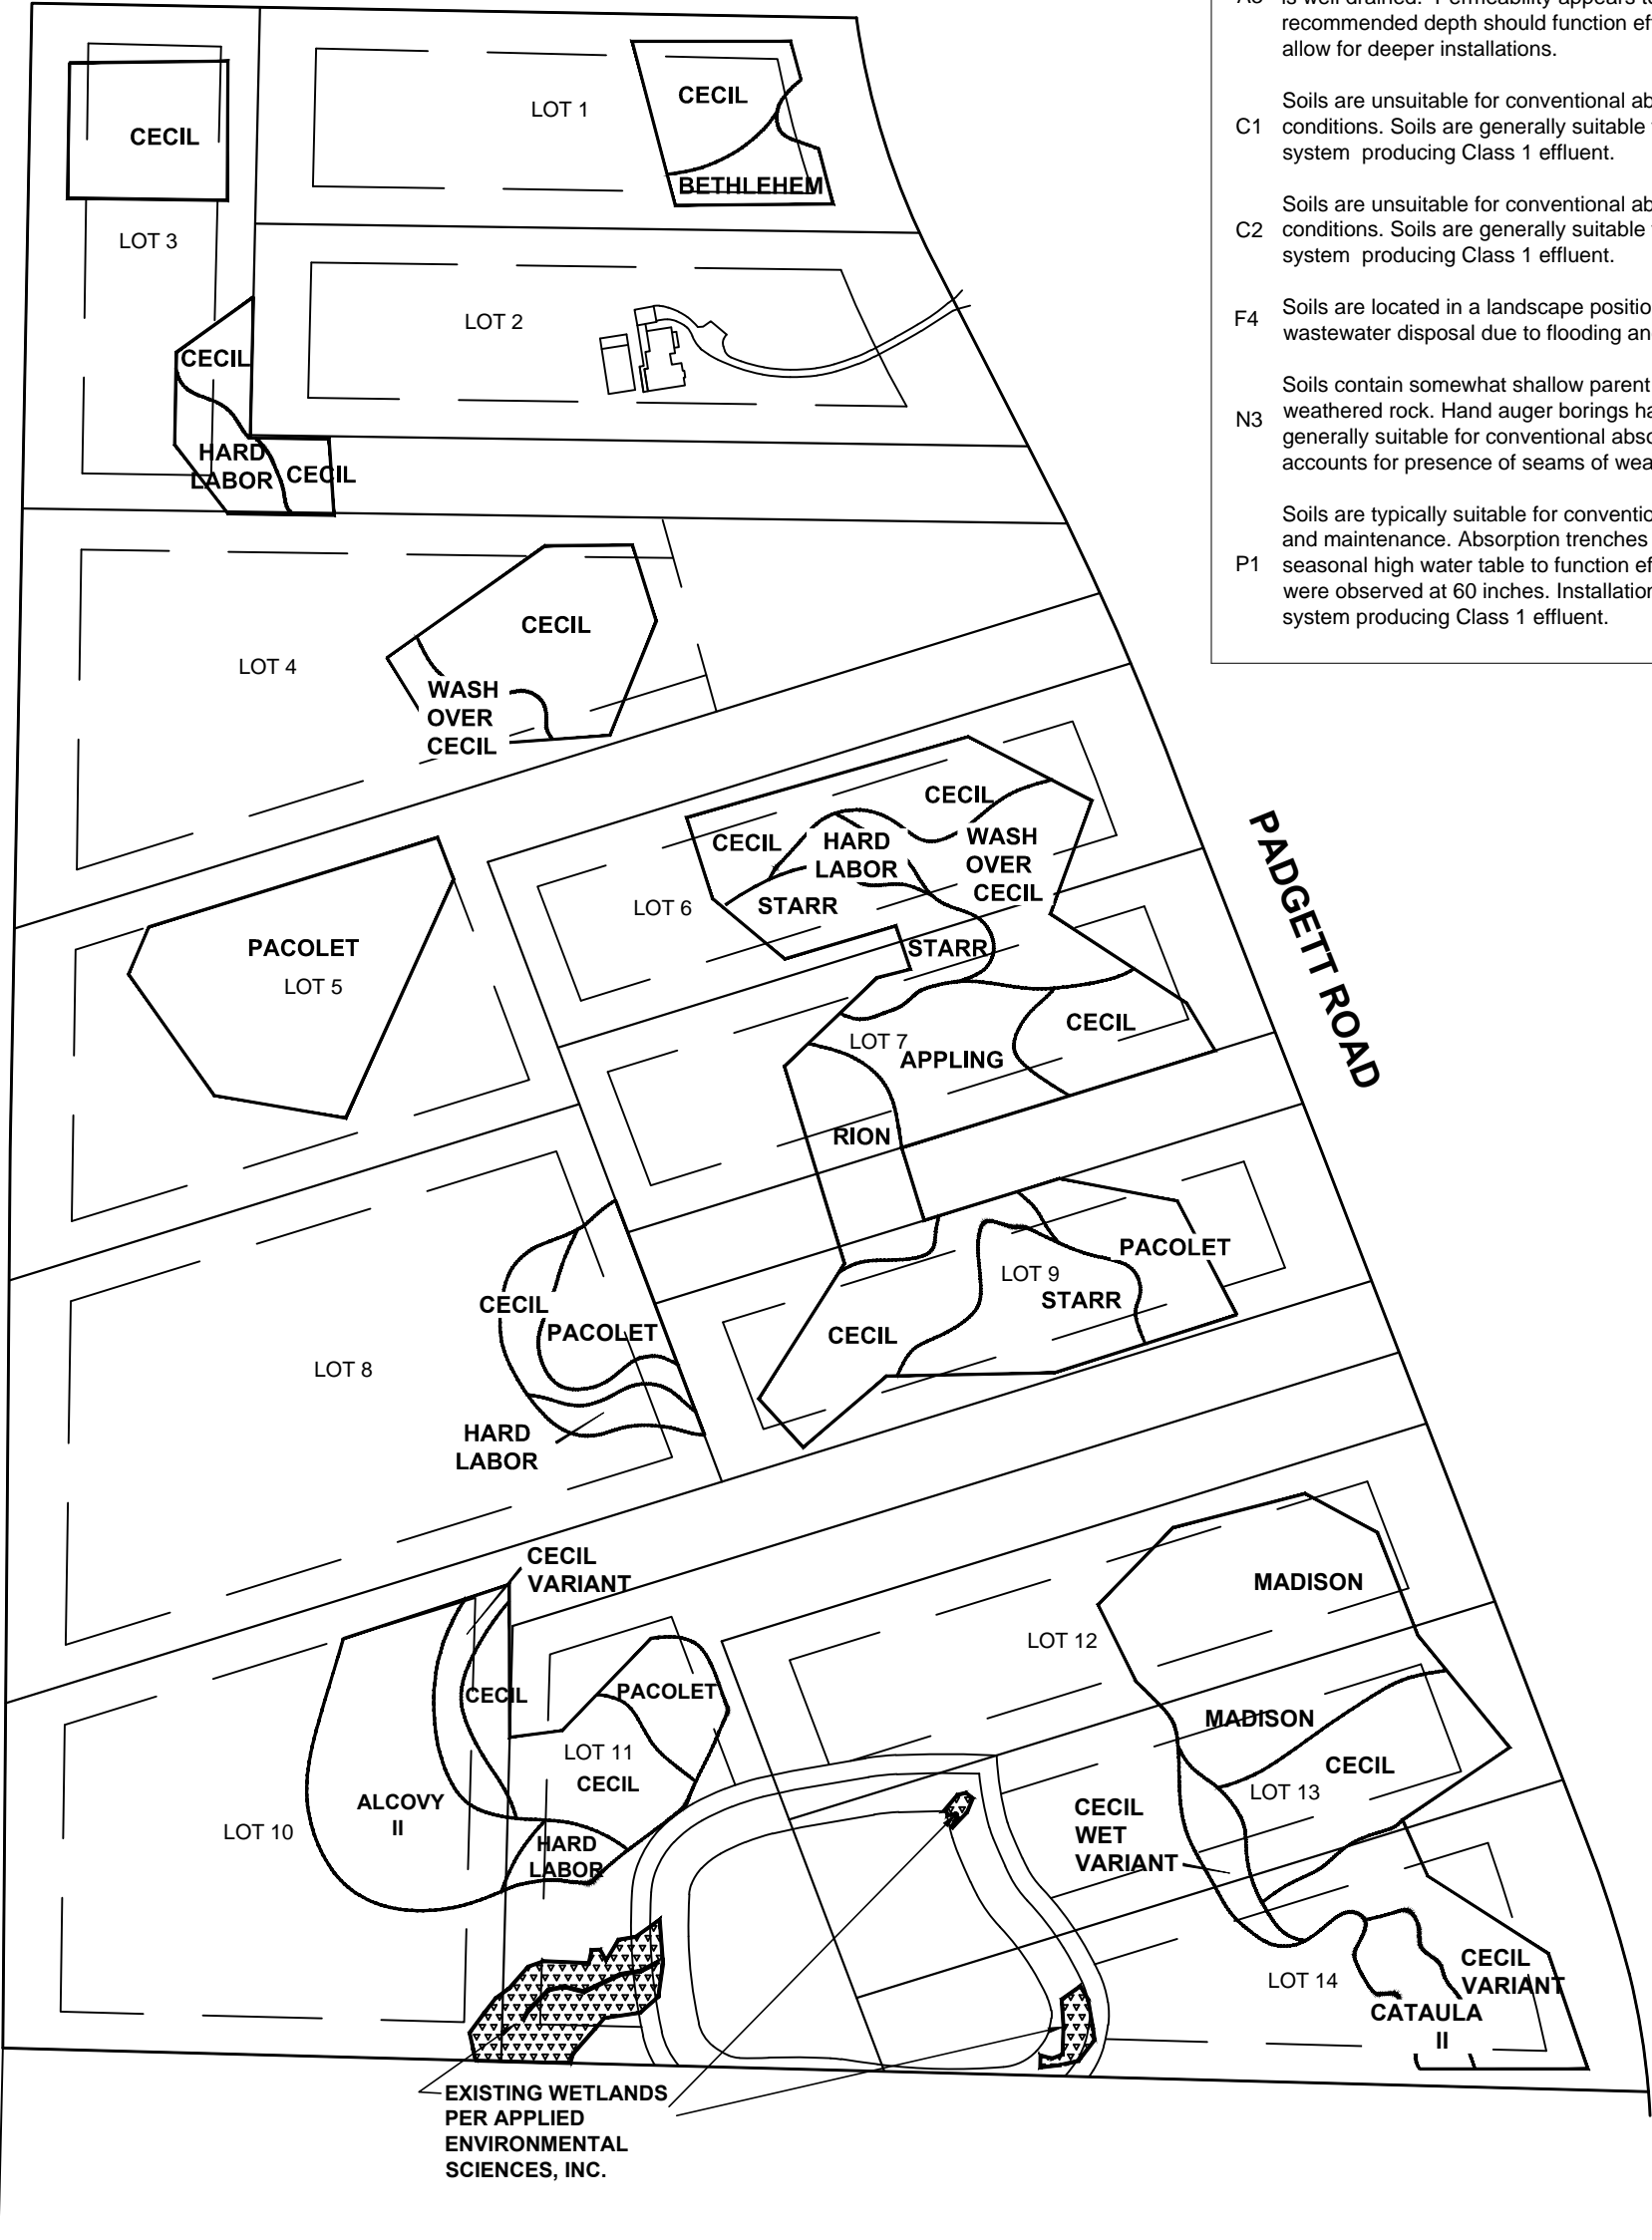 A3 is well drained. Permeability appears to
recommended depth should function ef
allow for deeper installations.
Soils are unsuitable for conventional ab
C1 conditions. Soils are generally suitable
system producing Class 1 effluent.
Soils are unsuitable for conventional ab
C2 conditions. Soils are generally suitable
system producing Class 1 effluent.
F4 Soils are located in a landscape positio
wastewater disposal due to flooding an
Soils contain somewhat shallow parent
N3 weathered rock. Hand auger borings ha
generally suitable for conventional abso
accounts for presence of seams of wea
Soils are typically suitable for conventio
and maintenance. Absorption trenches
P1 seasonal high water table to function ef
were observed at 60 inches. Installation
system producing Class 1 effluent.
CECIL
LOT 1
CECIL
BETHLEHEM
LOT 3
LOT 2
CECIL
HARD
LABOR
CECIL
CECIL
LOT 4
WASH
OVER
CECIL
CECIL
CECIL
HARD
LABOR
WASH
OVER
CECIL
LOT 6
STARR
STARR
PADGETT ROAD
PACOLET
LOT 5
CECIL
LOT 7
APPLING
RION
PACOLET
LOT 9
STARR
CECIL
CECIL
PACOLET
LOT 8
HARD
LABOR
CECIL
VARIANT
MADISON
LOT 12
CECIL
PACOLET
MADISON
LOT 11
CECIL
CECIL
LOT 13
ALCOVY
II
LOT 10
HARD
LABOR
CECIL
WET
VARIANT
LOT 14
CECIL
VARIANT
CATAULA
II
EXISTING WETLANDS
PER APPLIED
ENVIRONMENTAL
SCIENCES, INC.